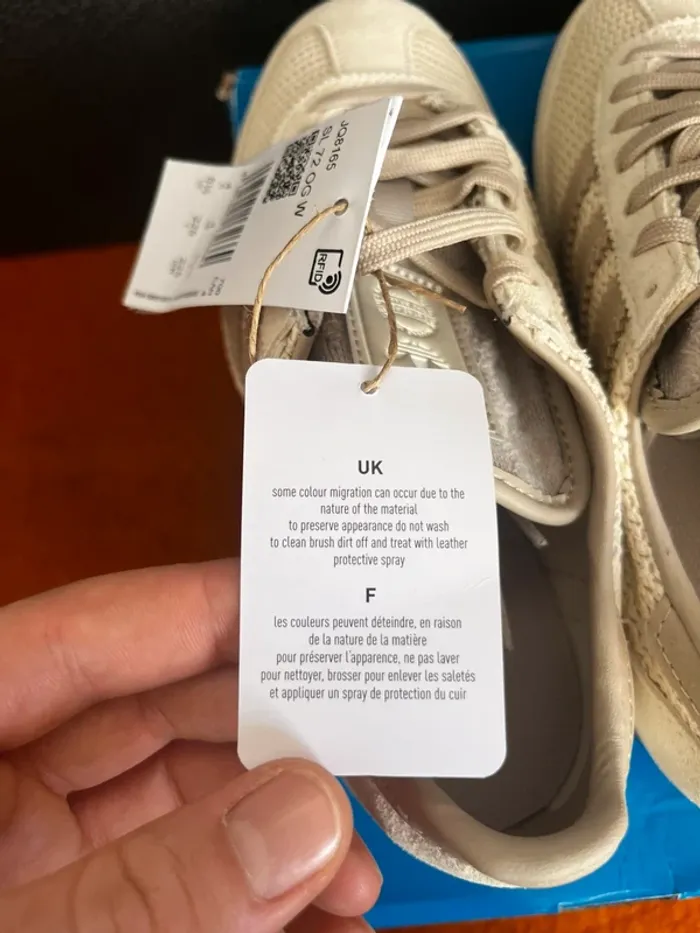 JQ8165
SL 72 OG W
RFID
UK
some colour migration can occur due to the
nature of the material
to preserve appearance do not wash
to clean brush dirt off and treat with leather
protective spray
F
les couleurs peuvent déteindre, en raison
de la nature de la matière
pour préserver l'apparence, ne pas laver
pour nettoyer, brosser pour enlever les saletés
et appliquer un spray de protection du cuir